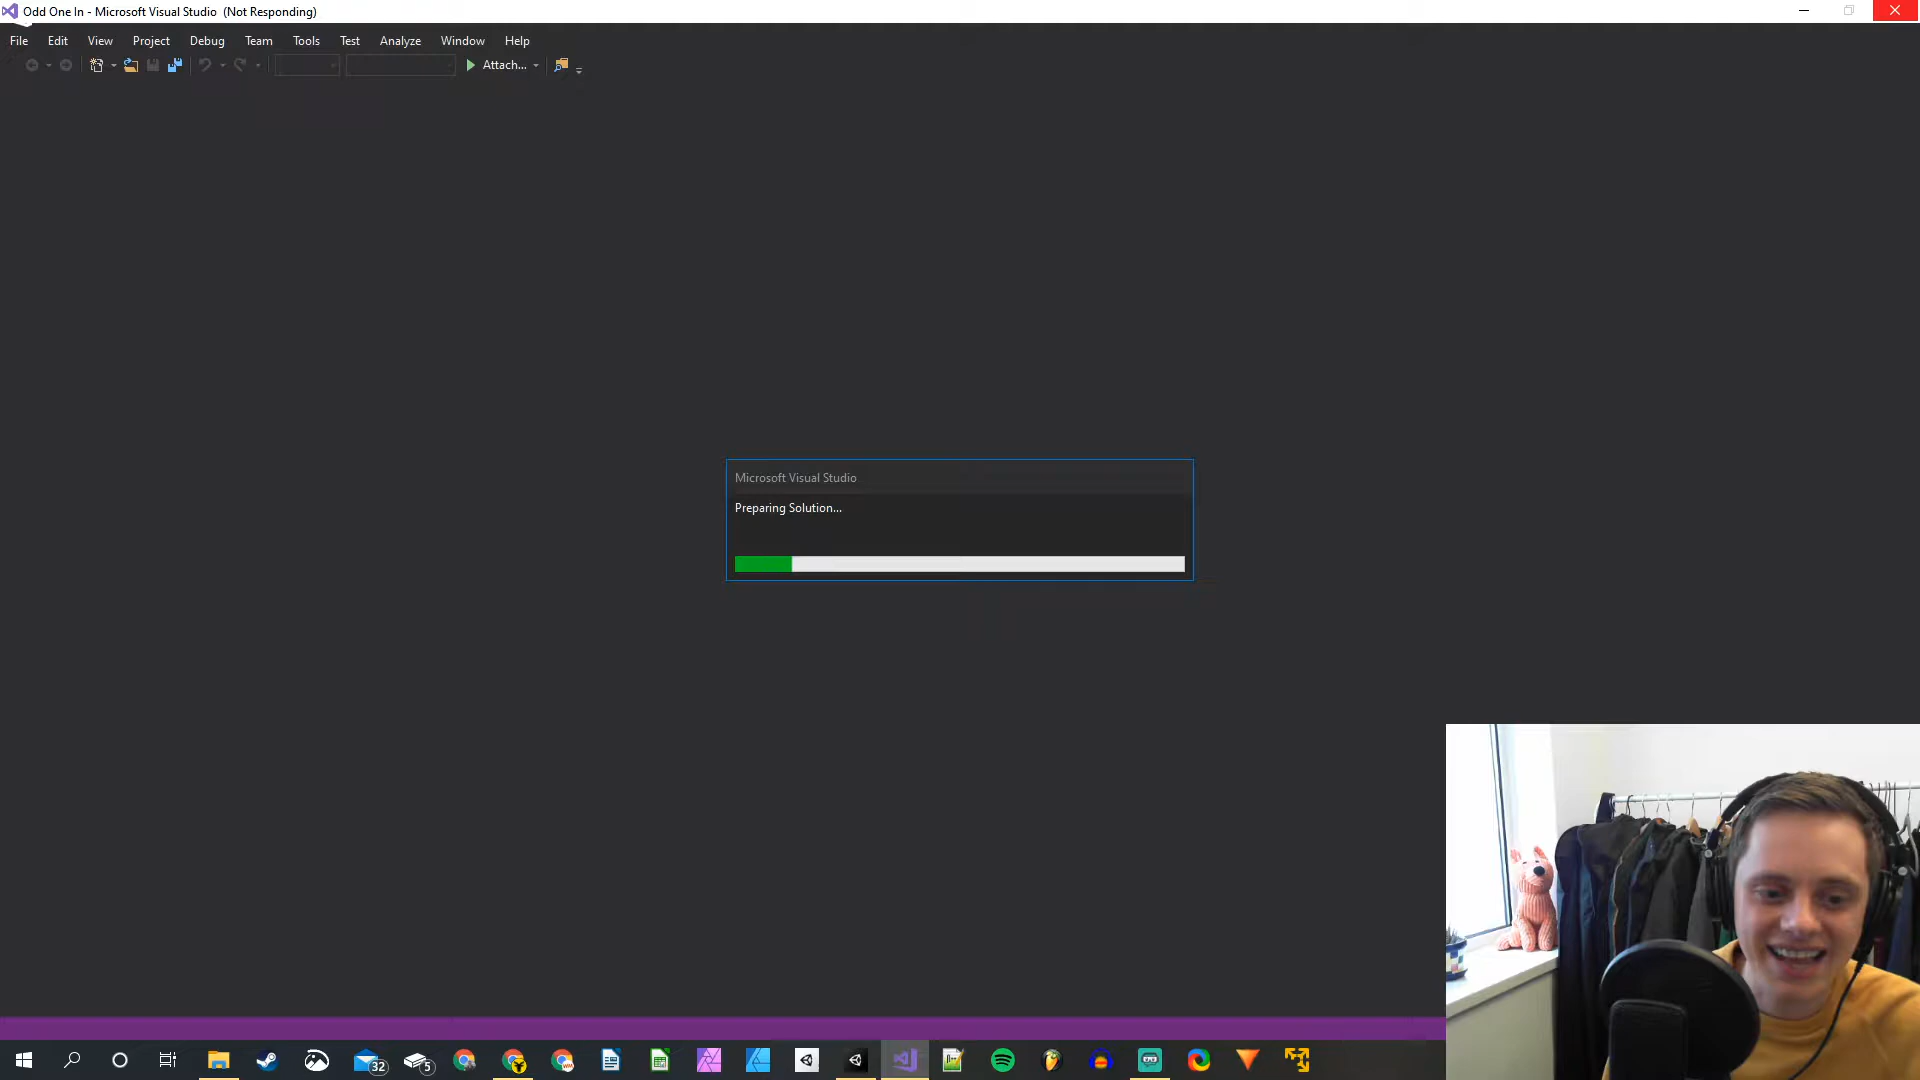 Odd One In - Microsoft Visual Studio (Not Responding)
File Edit View Project Debug Team Tools Test Analyze Window Help
Attach...
Microsoft Visual Studio
Preparing Solution...
32
5